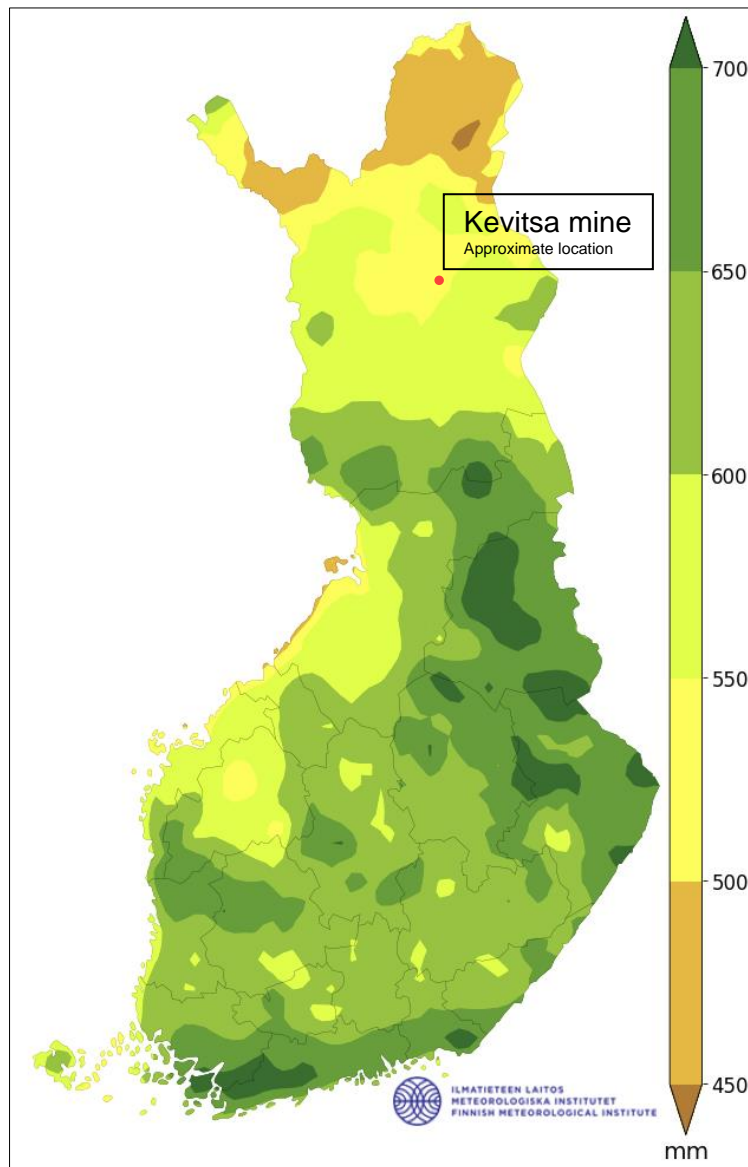 Kevitsa mine
Approximate location
700
650
600
550
500
450
mm
ILMATIETEEN LAITOS
METEOROLOGISKA INSTITUTET
FINNISH METEOROLOGICAL INSTITUTE